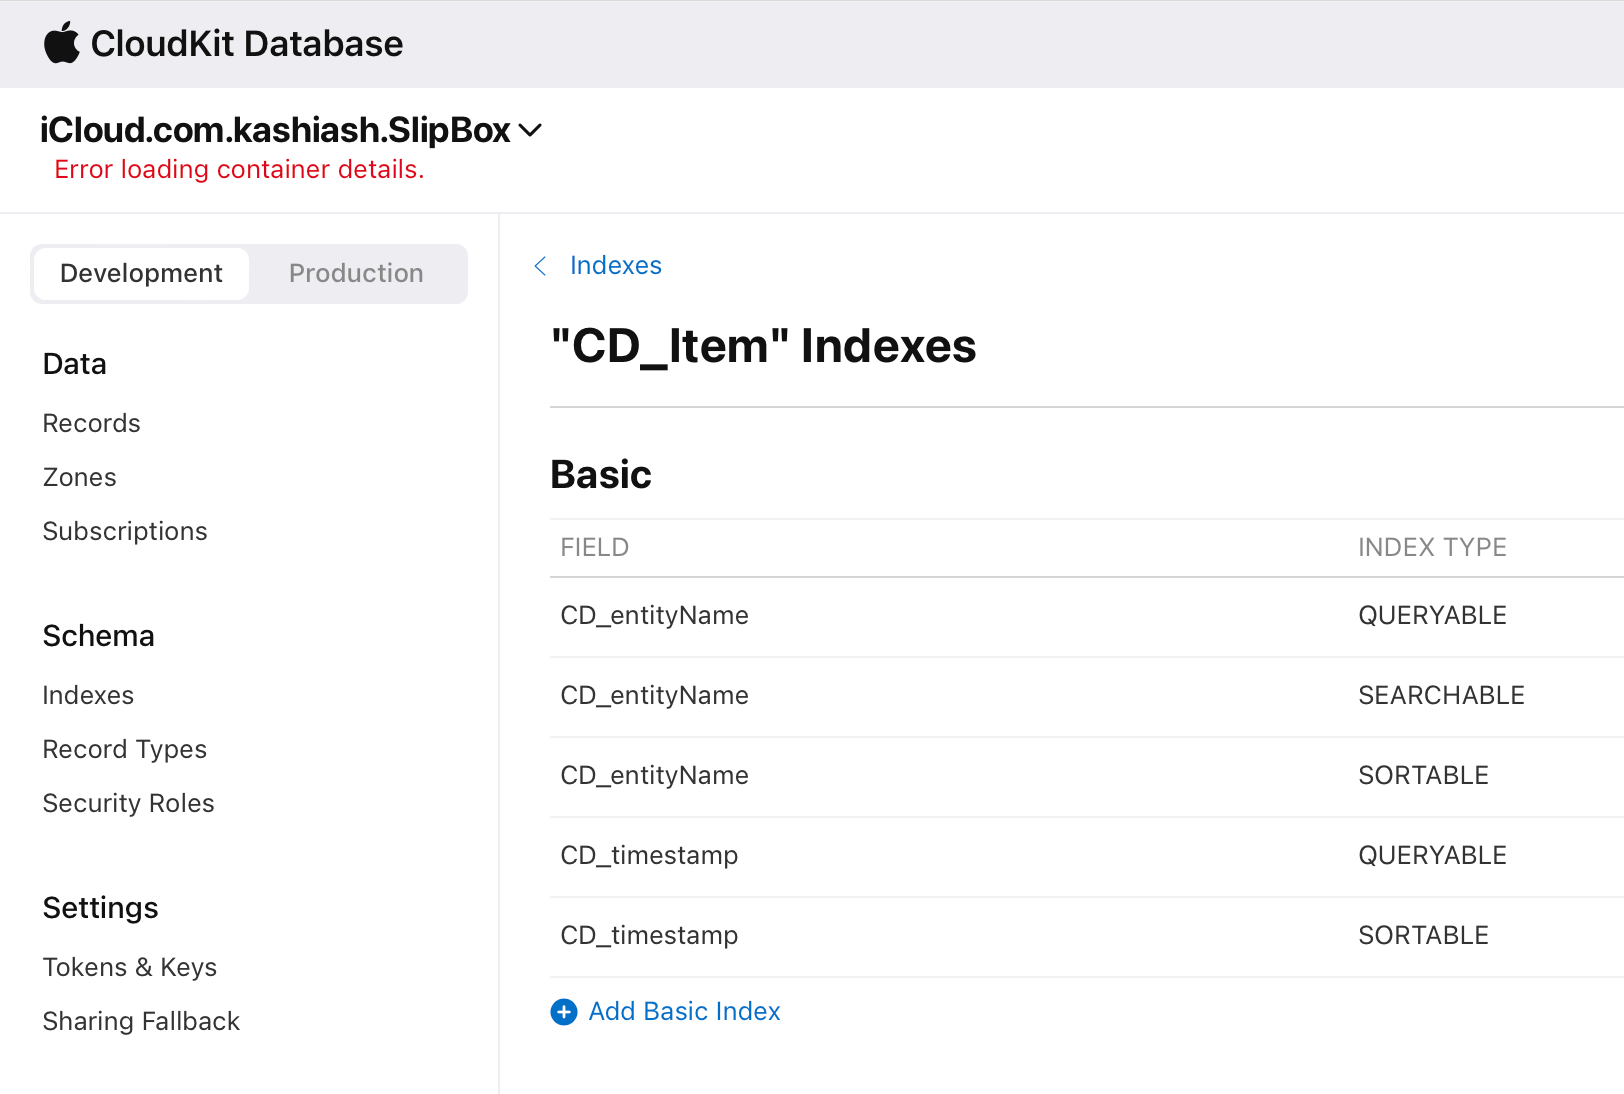 CloudKit Database
iCloud.com.kashiash.SlipBox
Error loading container details.
Development
Production
Data
Records
Zones
Subscriptions
Schema
Indexes
Record Types
Security Roles
Settings
Tokens & Keys
Sharing Fallback
Indexes
"CD_Item" Indexes
Basic
FIELD INDEX TYPE
CD_entityName QUERYABLE
CD_entityName SEARCHABLE
CD_entityName SORTABLE
CD_timestamp QUERYABLE
CD_timestamp SORTABLE
Add Basic Index